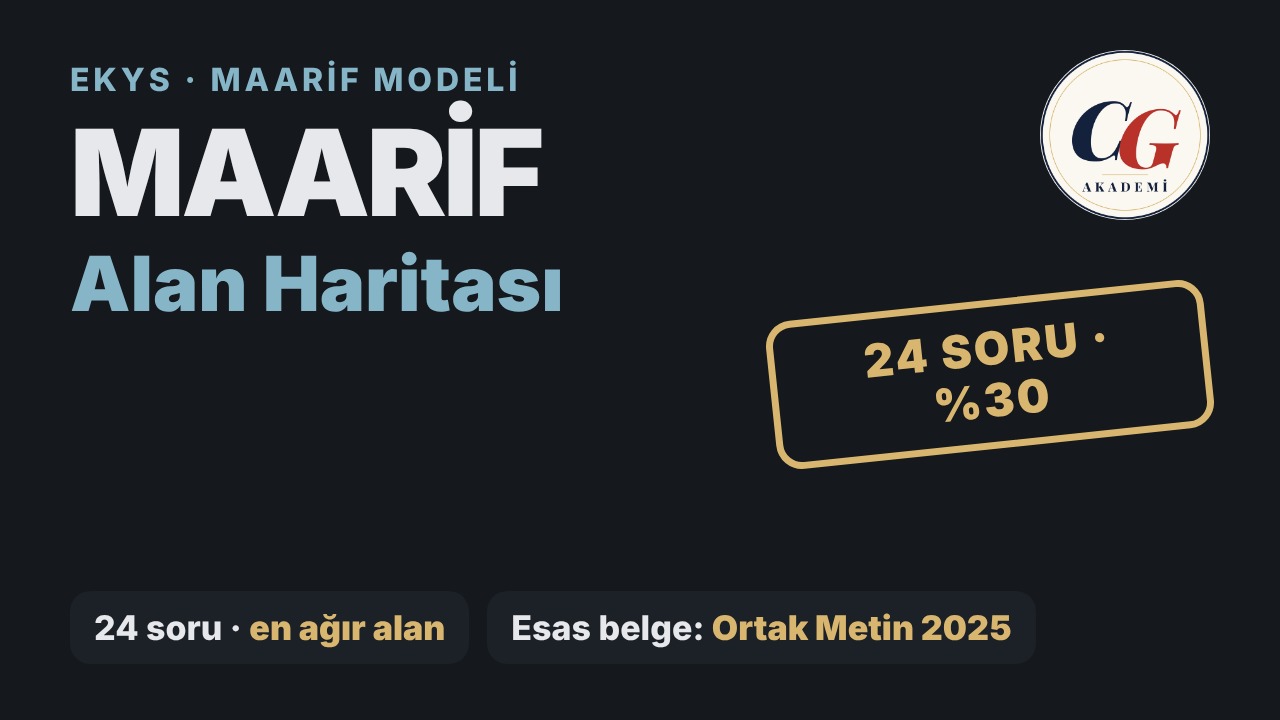 EKYS · MAARİF MODELİ
MAARİF
Alan Haritası
CG
AKADEMİ
24 SORU ·
%30
24 soru · en ağır alan
Esas belge: Ortak Metin 2025